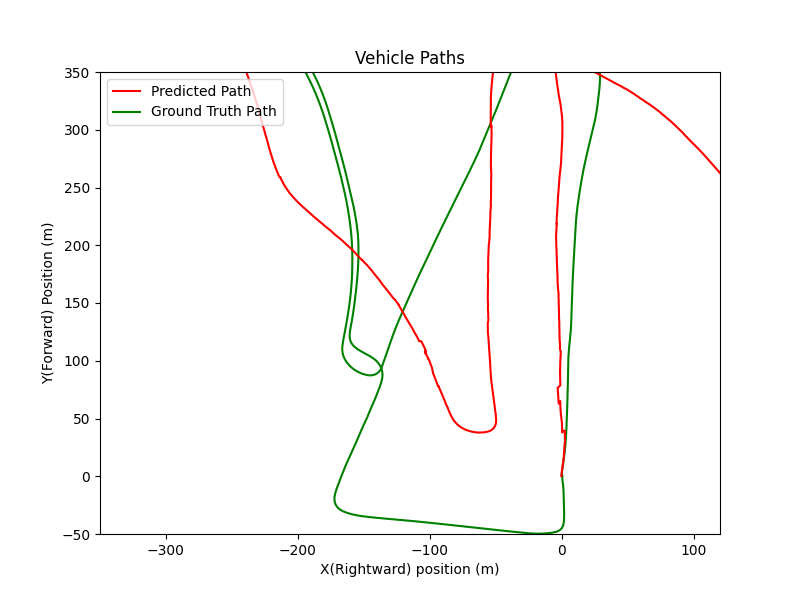 Vehicle Paths
Predicted Path
Ground Truth Path
350
300
250
200
150
100
50
0
−50
Y(Forward) Position (m)
−300
−200
−100
0
100
X(Rightward) position (m)